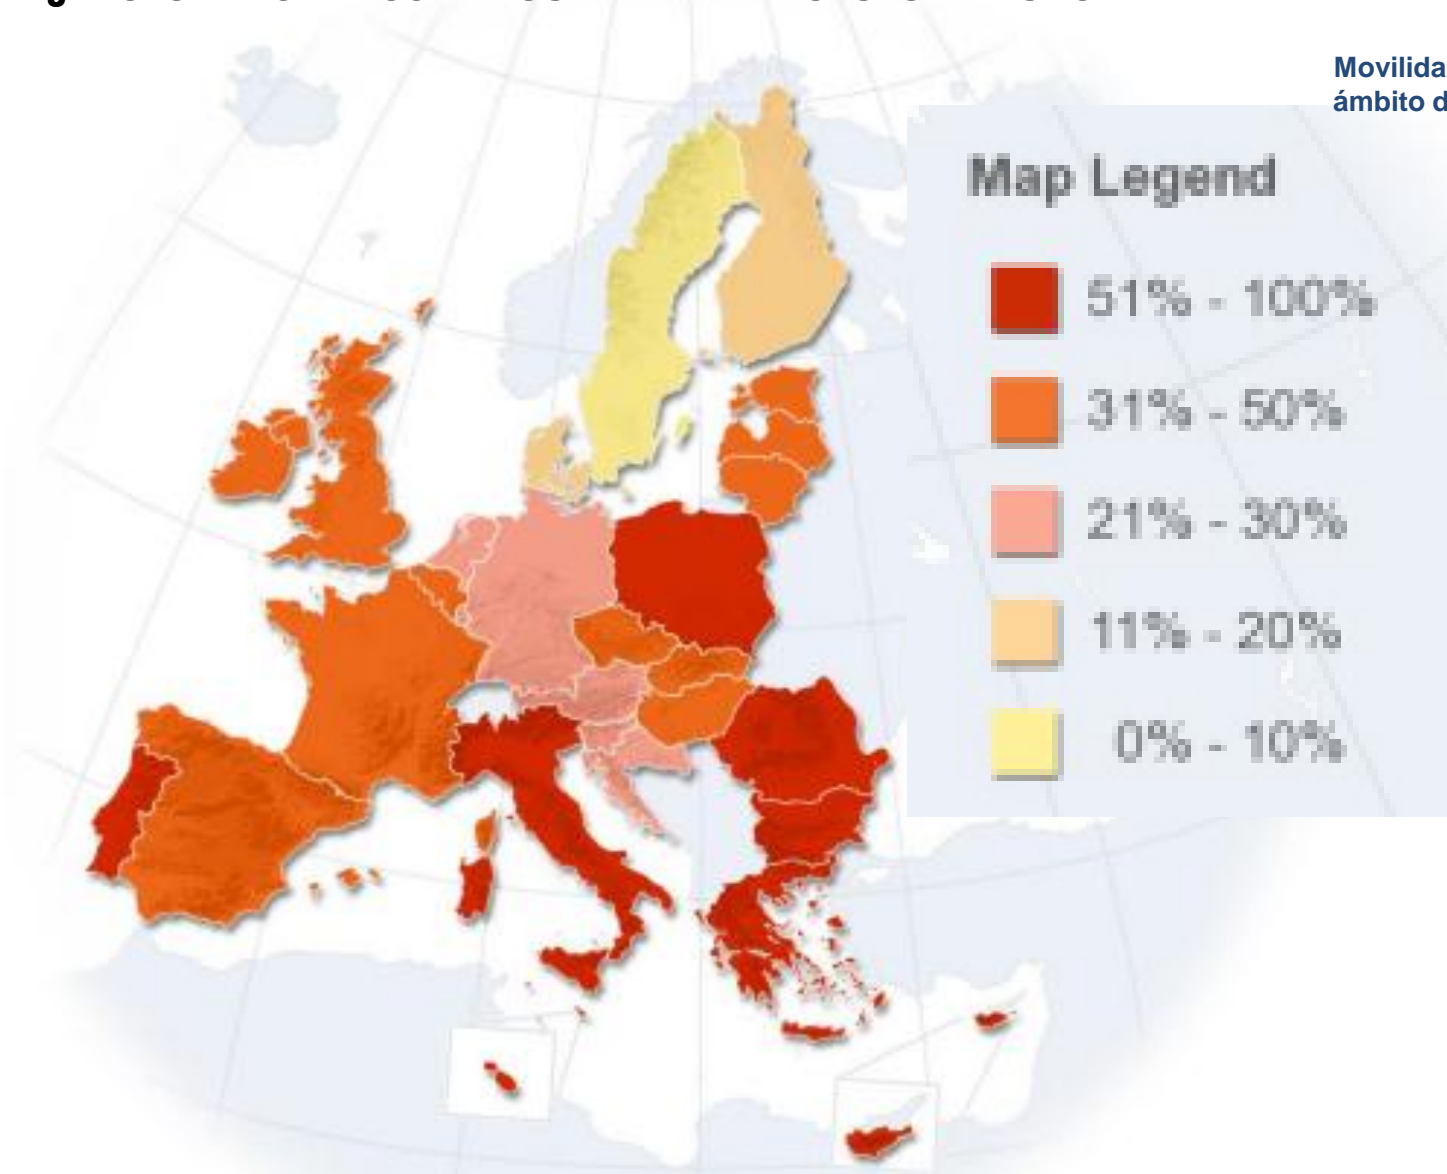 Movilida
ámbito d
Map Legend
51% - 100%
31% - 50%
21% - 30%
11% - 20%
0% - 10%